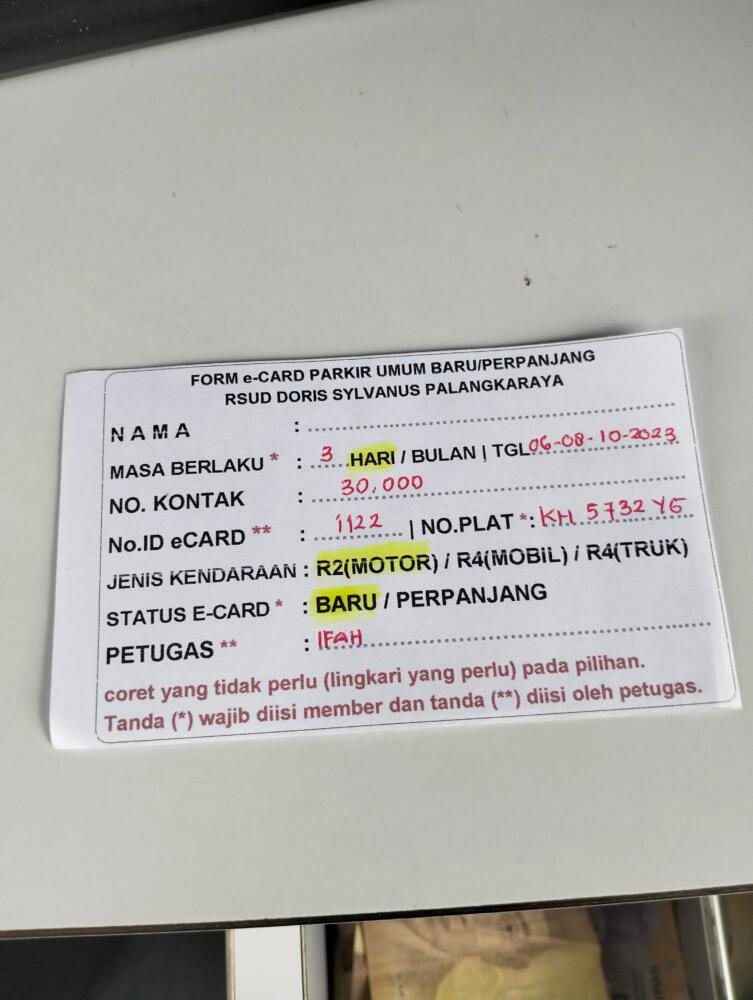 FORM e-CARD PARKIR UMUM BARU/PERPANJANG
RSUD DORIS SYLVANUS PALANGKARAYA
N A M A :
MASA BERLAKU * : 3 HARI / BULAN | TGL 06-08-10-2023
NO. KONTAK : 30,000
No.ID eCARD ** : 1122 | NO.PLAT *: KH 5732 YG
JENIS KENDARAAN : R2(MOTOR) / R4(MOBIL) / R4(TRUK)
STATUS E-CARD * : BARU / PERPANJANG
PETUGAS ** : IFAH
coret yang tidak perlu (lingkari yang perlu) pada pilihan.
Tanda (*) wajib diisi member dan tanda (**) diisi oleh petugas.